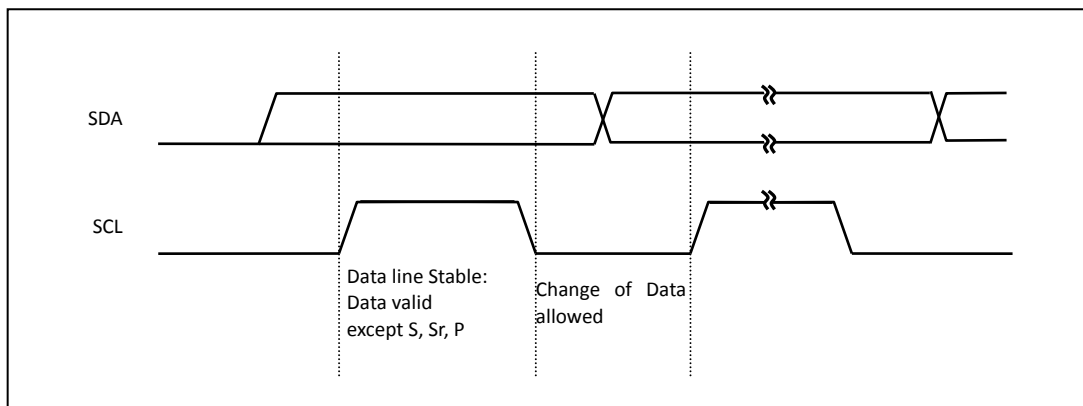 SDA
SCL
Data line Stable:
Data valid
except S, Sr, P
Change of Data
allowed